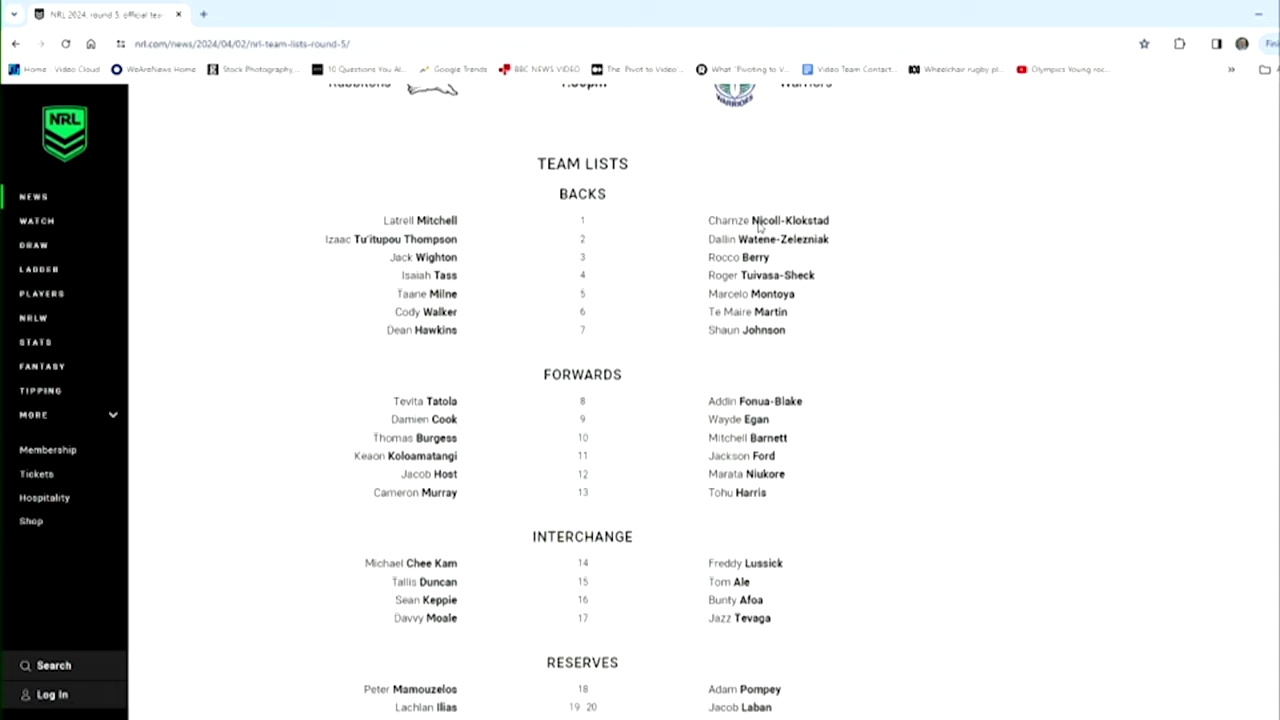 NRL 2024, round 5, official tea
nrl.com/news/2024/04/02/nrl-team-lists-round-5/
Find
Home - Video Cloud
WeAreNews Home
Stock Photography,...
10 Questions You Al...
Google Trends
BBC NEWS VIDEO
The 'Pivot to Video'...
What "Pivoting to V...
Video Team Contact...
Wheelchair rugby pl...
Olympics Young roc...
»
NRL
NEWS
WATCH
DRAW
LADDER
PLAYERS
NRLW
STATS
FANTASY
TIPPING
MORE
Membership
Tickets
Hospitality
Shop
Search
Log In
Rabbitohs Warriors
WARRIORS
TEAM LISTS
BACKS
Latrell Mitchell 1 Charnze Nicoll-Klokstad
Izaac Tu'itupou Thompson 2 Dallin Watene-Zelezniak
Jack Wighton 3 Rocco Berry
Isaiah Tass 4 Roger Tuivasa-Sheck
Taane Milne 5 Marcelo Montoya
Cody Walker 6 Te Maire Martin
Dean Hawkins 7 Shaun Johnson
FORWARDS
Tevita Tatola 8 Addin Fonua-Blake
Damien Cook 9 Wayde Egan
Thomas Burgess 10 Mitchell Barnett
Keaon Koloamatangi 11 Jackson Ford
Jacob Host 12 Marata Niukore
Cameron Murray 13 Tohu Harris
INTERCHANGE
Michael Chee Kam 14 Freddy Lussick
Tallis Duncan 15 Tom Ale
Sean Keppie 16 Bunty Afoa
Davvy Moale 17 Jazz Tevaga
RESERVES
Peter Mamouzelos 18 Adam Pompey
Lachlan Ilias 19 20 Jacob Laban